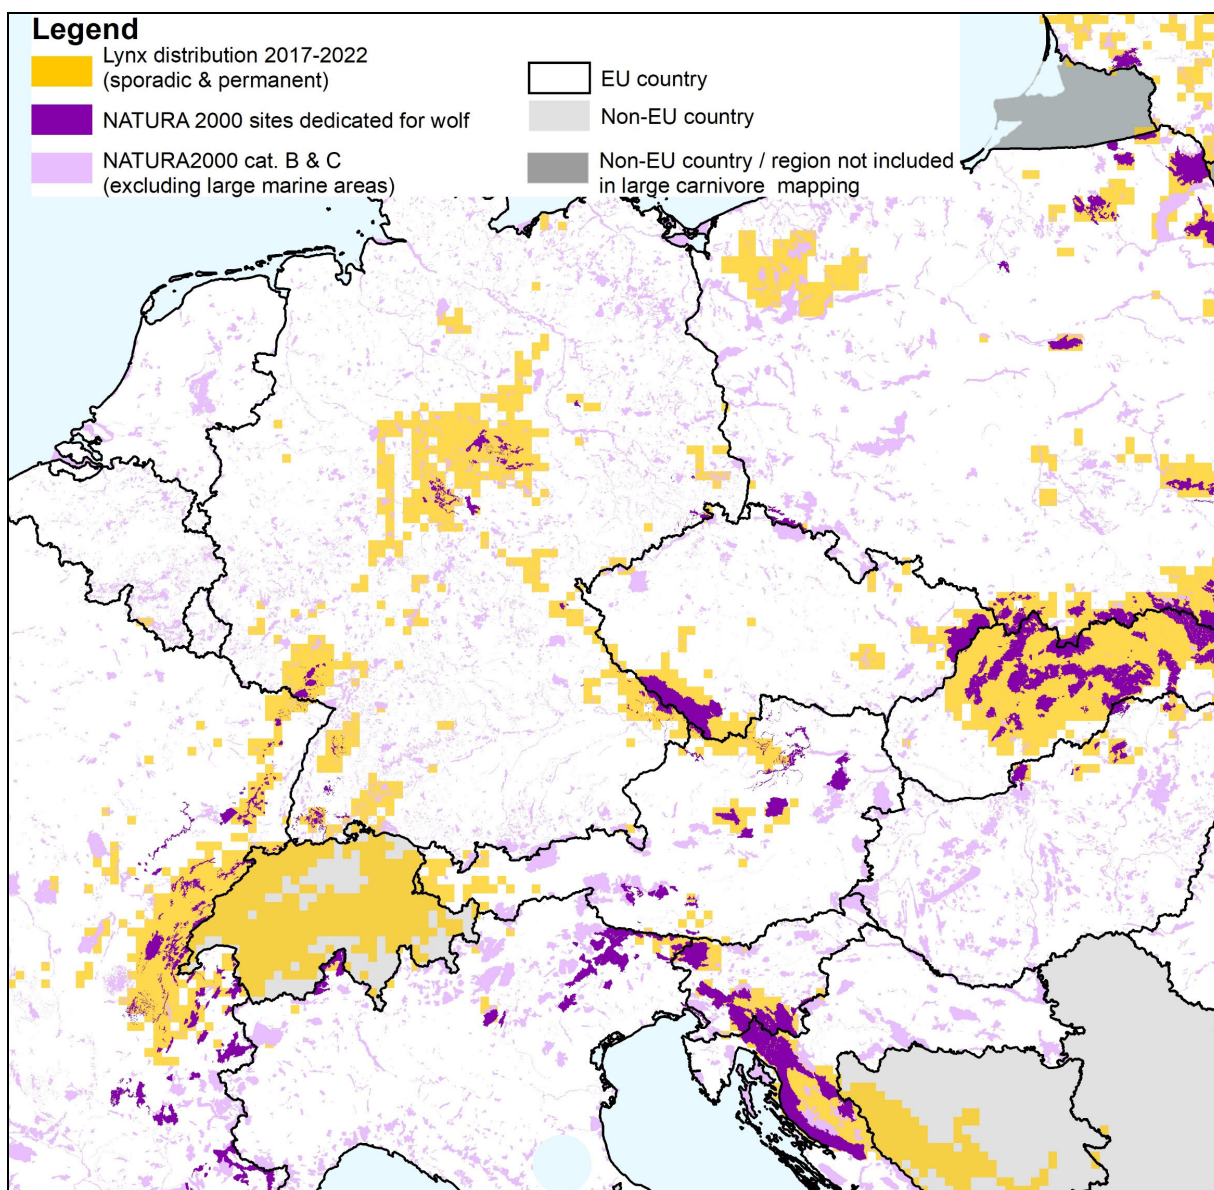 Legend
Lynx distribution 2017-2022
(sporadic & permanent)
NATURA 2000 sites dedicated for wolf
NATURA2000 cat. B & C
(excluding large marine areas)
EU country
Non-EU country
Non-EU country / region not included
in large carnivore mapping